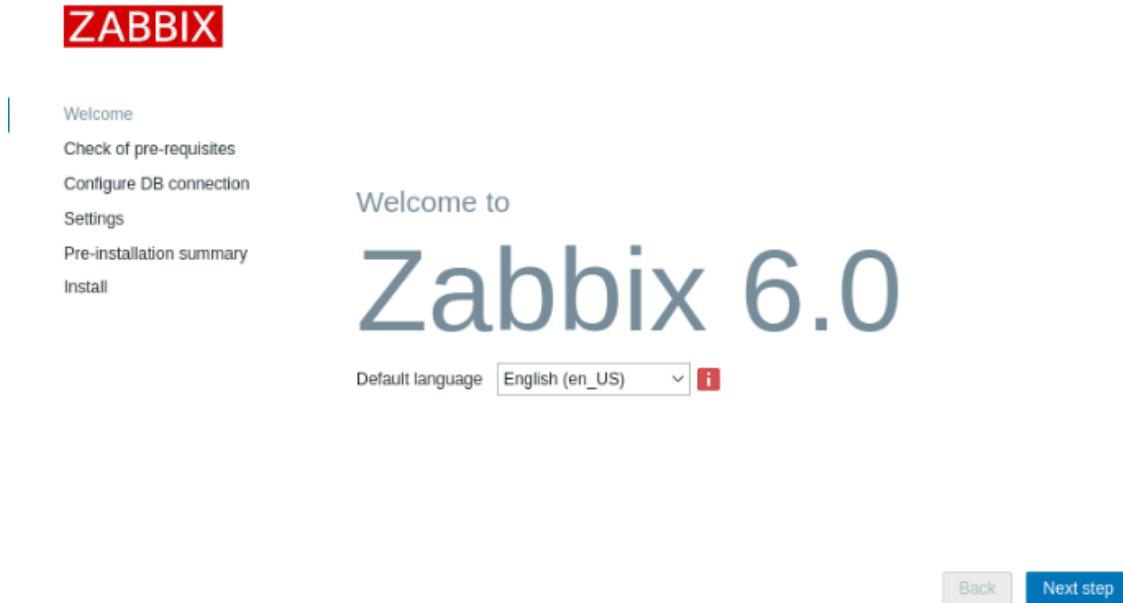 ZABBIX
Welcome
Check of pre-requisites
Configure DB connection
Settings
Pre-installation summary
Install
Welcome to
Zabbix 6.0
Default language English (en_US) i
Back Next step